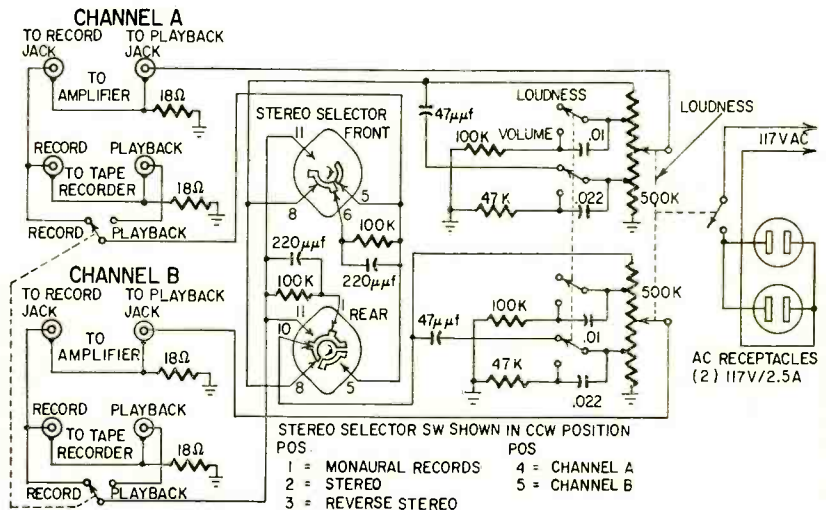 CHANNEL A
TO RECORD JACK
TO PLAYBACK JACK
TO AMPLIFIER
18Ω
RECORD
PLAYBACK
TO TAPE RECORDER
18Ω
RECORD
PLAYBACK
CHANNEL B
TO RECORD JACK
TO PLAYBACK JACK
TO AMPLIFIER
18Ω
RECORD
PLAYBACK
TO TAPE RECORDER
18Ω
RECORD
PLAYBACK
STEREO SELECTOR
FRONT
11
8
6
5
100K
220μμf
220μμf
100K
1
REAR
11
10
8
5
47μμf
LOUDNESS
100K
VOLUME
.01
47K
.022
500K
LOUDNESS
47μμf
100K
.01
47K
.022
500K
117VAC
AC RECEPTACLES
(2) 117V/2.5A
STEREO SELECTOR SW SHOWN IN CCW POSITION
POS
POS
1 = MONAURAL RECORDS
4 = CHANNEL A
2 = STEREO
5 = CHANNEL B
3 = REVERSE STEREO